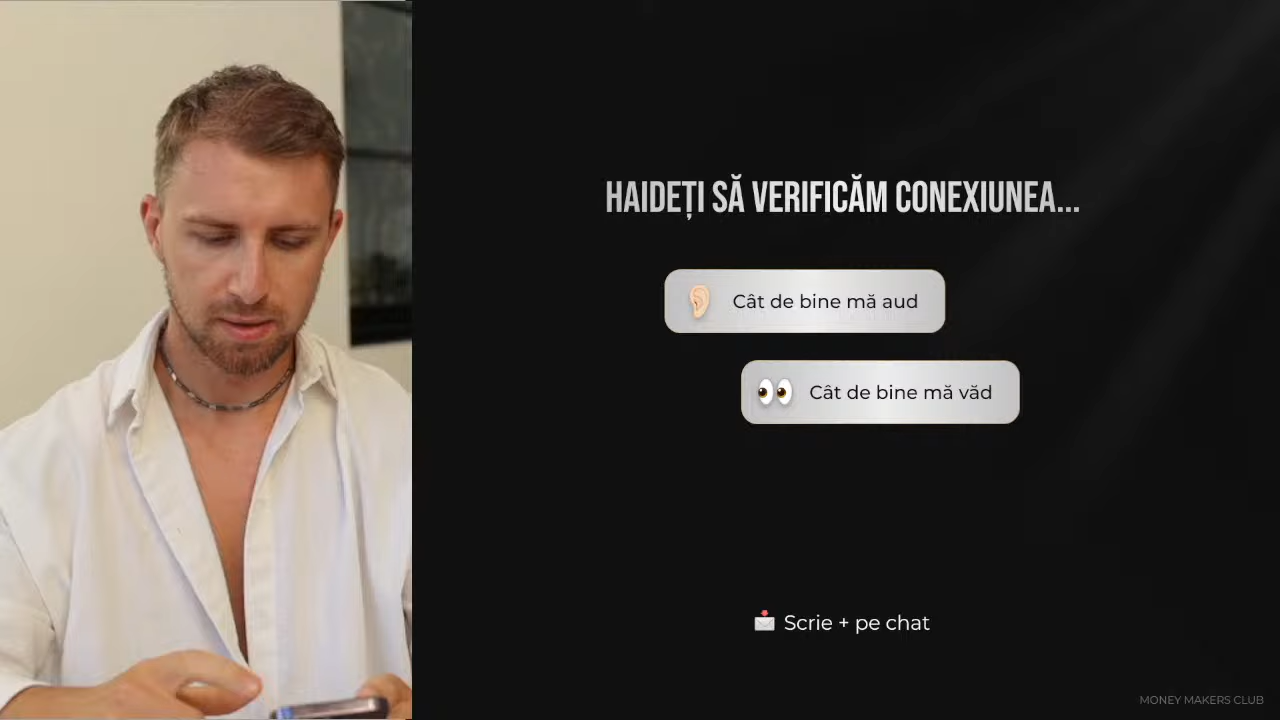 HAIDEȚI SĂ VERIFICĂM CONEXIUNEA...
Cât de bine mă aud
Cât de bine mă văd
Scrie + pe chat
MONEY MAKERS CLUB